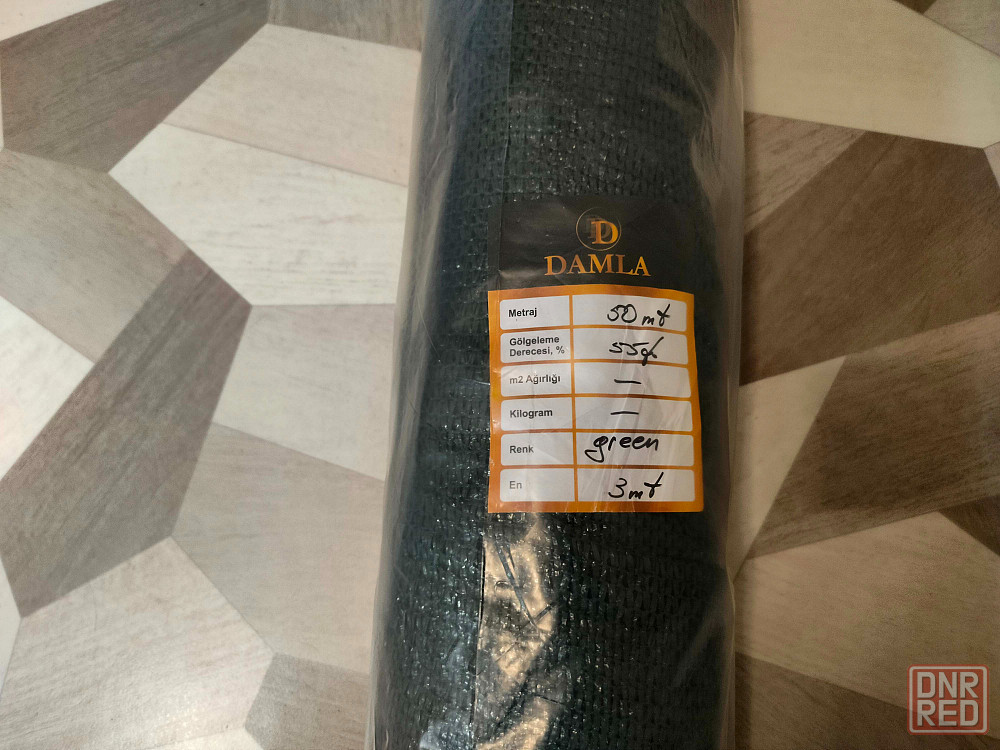 D
DAMLA
Metraj 50 mt
Gölgeleme
Derecesi, % 55%
m2 Ağırlığı —
Kilogram —
Renk green
En 3 mt
DNR
RED